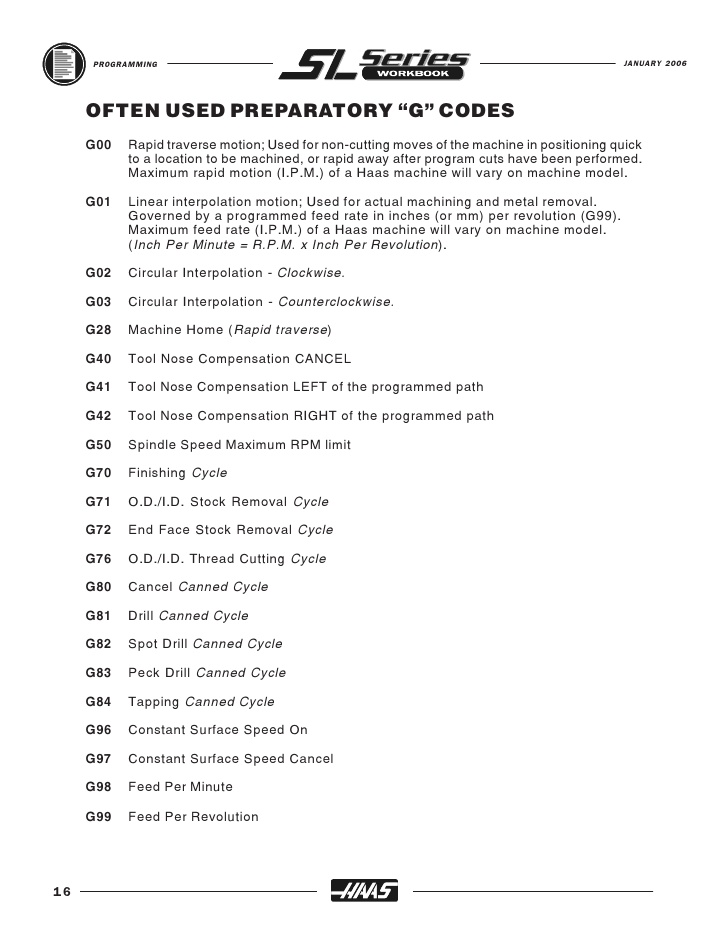 PROGRAMMING
SL Series
WORKBOOK
JANUARY 2006
OFTEN USED PREPARATORY “G” CODES
G00 Rapid traverse motion; Used for non-cutting moves of the machine in positioning quick
to a location to be machined, or rapid away after program cuts have been performed.
Maximum rapid motion (I.P.M.) of a Haas machine will vary on machine model.
G01 Linear interpolation motion; Used for actual machining and metal removal.
Governed by a programmed feed rate in inches (or mm) per revolution (G99).
Maximum feed rate (I.P.M.) of a Haas machine will vary on machine model.
(Inch Per Minute = R.P.M. x Inch Per Revolution).
G02 Circular Interpolation - Clockwise.
G03 Circular Interpolation - Counterclockwise.
G28 Machine Home (Rapid traverse)
G40 Tool Nose Compensation CANCEL
G41 Tool Nose Compensation LEFT of the programmed path
G42 Tool Nose Compensation RIGHT of the programmed path
G50 Spindle Speed Maximum RPM limit
G70 Finishing Cycle
G71 O.D./I.D. Stock Removal Cycle
G72 End Face Stock Removal Cycle
G76 O.D./I.D. Thread Cutting Cycle
G80 Cancel Canned Cycle
G81 Drill Canned Cycle
G82 Spot Drill Canned Cycle
G83 Peck Drill Canned Cycle
G84 Tapping Canned Cycle
G96 Constant Surface Speed On
G97 Constant Surface Speed Cancel
G98 Feed Per Minute
G99 Feed Per Revolution
16
HAAS